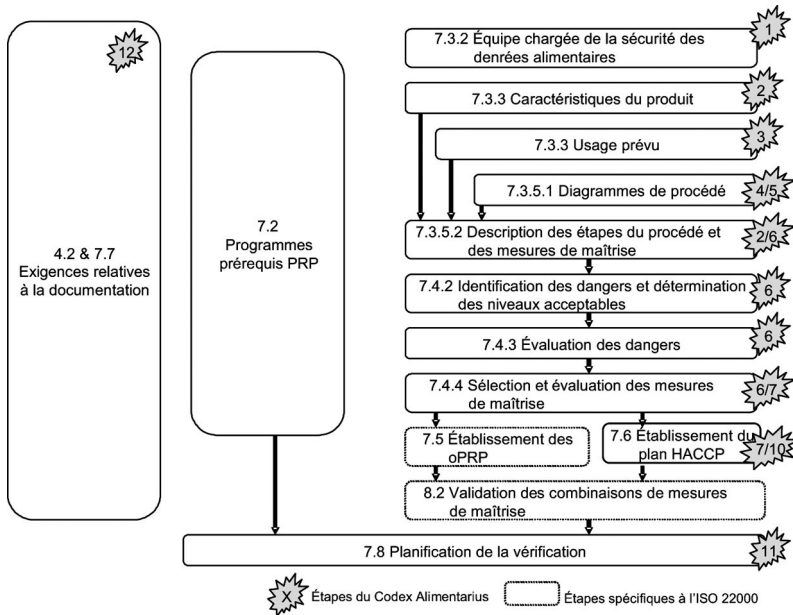 12
4.2 & 7.7
Exigences relatives
à la documentation
7.2
Programmes
prérequis PRP
7.3.2 Équipe chargée de la sécurité des
denrées alimentaires
1
7.3.3 Caractéristiques du produit
2
7.3.3 Usage prévu
3
7.3.5.1 Diagrammes de procédé
4/5
7.3.5.2 Description des étapes du procédé et
des mesures de maîtrise
2/6
7.4.2 Identification des dangers et détermination
des niveaux acceptables
6
7.4.3 Évaluation des dangers
6
7.4.4 Sélection et évaluation des mesures
de maîtrise
6/7
7.5 Établissement des
oPRP
7.6 Établissement du
plan HACCP
7/10
8.2 Validation des combinaisons de mesures
de maîtrise
7.8 Planification de la vérification
11
X Étapes du Codex Alimentarius
Étapes spécifiques à l'ISO 22000